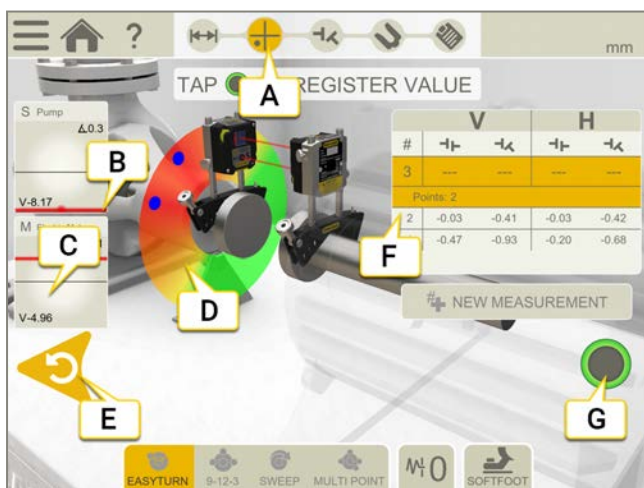 ?
mm
TAP REGISTER VALUE
A
S Pump
0.3
B
V-8.17
M
C
V-4.96
D
E
V H
#
3 --- --- --- ---
Points: 2
2 -0.03 -0.41 -0.03 -0.42
-0.47 -0.93 -0.20 -0.68
F
NEW MEASUREMENT
G
EASYTURN 9-12-3 SWEEP MULTI POINT
0
SOFTFOOT